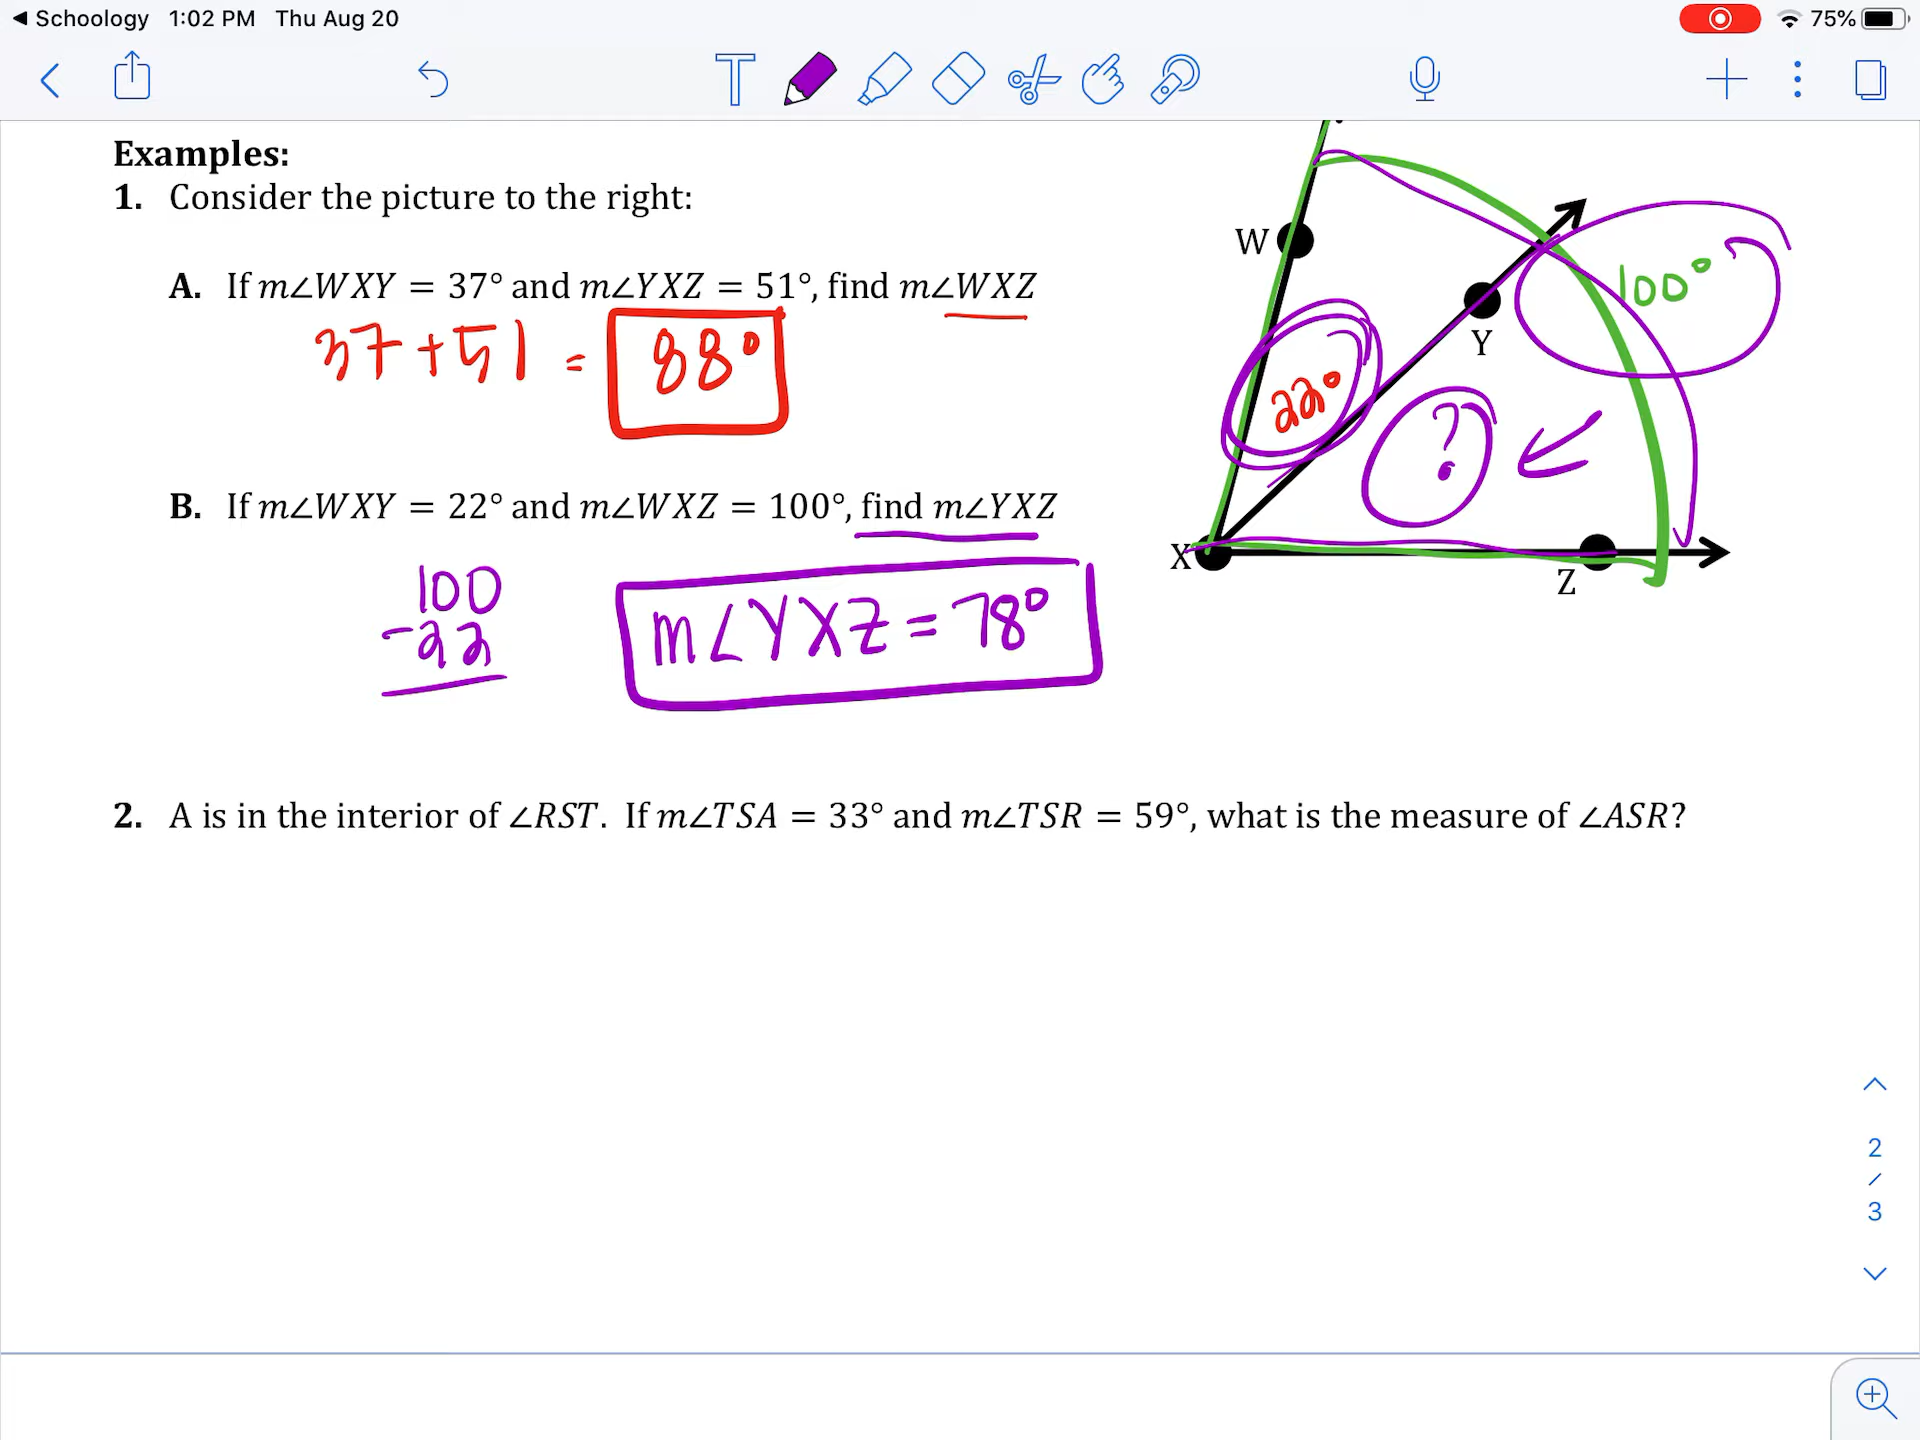 Schoology 1:02 PM Thu Aug 20
75%
Examples:
1. Consider the picture to the right:
W
100°
A. If m∠WXY = 37° and m∠YXZ = 51°, find m∠WXZ
Y
37 + 51 = 88°
22°
?
B. If m∠WXY = 22° and m∠WXZ = 100°, find m∠YXZ
X
Z
100
-22
m∠YXZ = 78°
2. A is in the interior of ∠RST. If m∠TSA = 33° and m∠TSR = 59°, what is the measure of ∠ASR?
2
/
3